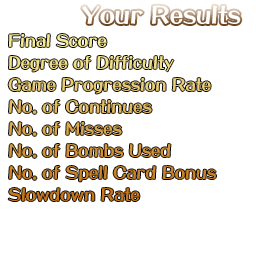 Your Results
Final Score
Degree of Difficulty
Game Progression Rate
No. of Continues
No. of Misses
No. of Bombs Used
No. of Spell Card Bonus
Slowdown Rate